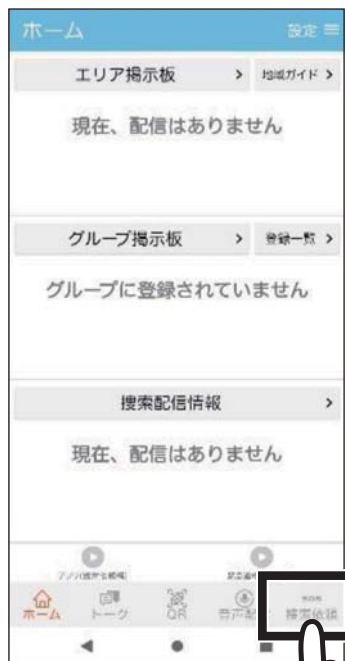 ホーム
設定
エリア掲示板 > 地域ガイド >
現在、配信はありません
グループ掲示板 > 登録一覧 >
グループに登録されていません
捜索配信情報 >
現在、配信はありません
ホーム トーク QR 捜索依頼